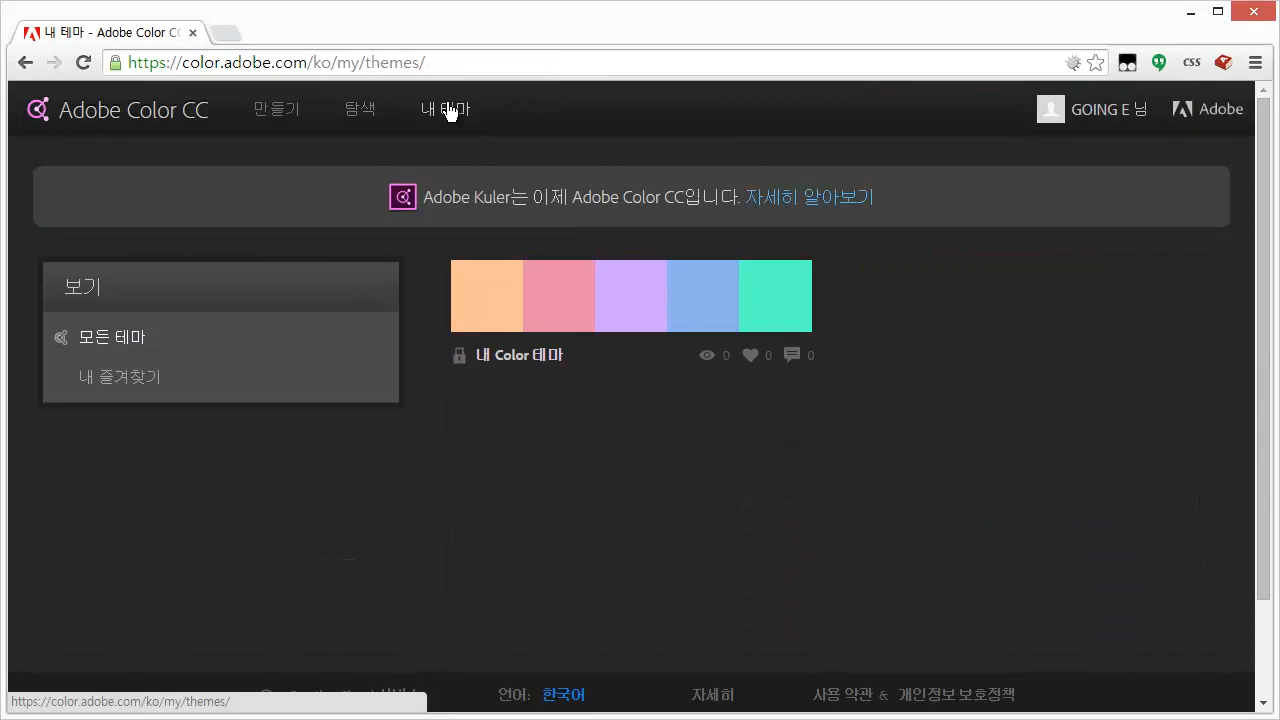 내 테마 - Adobe Color CC
https://color.adobe.com/ko/my/themes/
css
Adobe Color CC 만들기 탐색 내 테마 GOING E 님 Adobe
Adobe Kuler는 이제 Adobe Color CC입니다. 자세히 알아보기
보기
모든 테마
내 즐겨찾기
내 Color 테마 0 0 0
언어: 한국어 자세히 사용 약관 & 개인정보 보호정책
https://color.adobe.com/ko/my/themes/